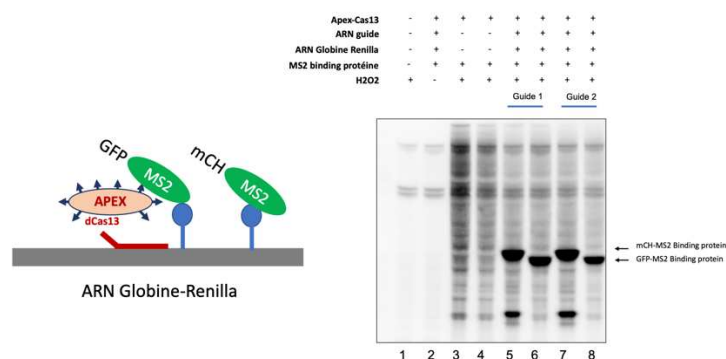 Apex-Cas13 - + + + + + + +
ARN guide - + - - + + + +
ARN Globine Renilla - + - - + + + +
MS2 binding protéine - + + + + + + +
H2O2 + - + + + + + +
Guide 1 Guide 2
GFP
MS2
mCH
MS2
APEX
dCas13
ARN Globine-Renilla
mCH-MS2 Binding protein
GFP-MS2 Binding protein
1 2 3 4 5 6 7 8